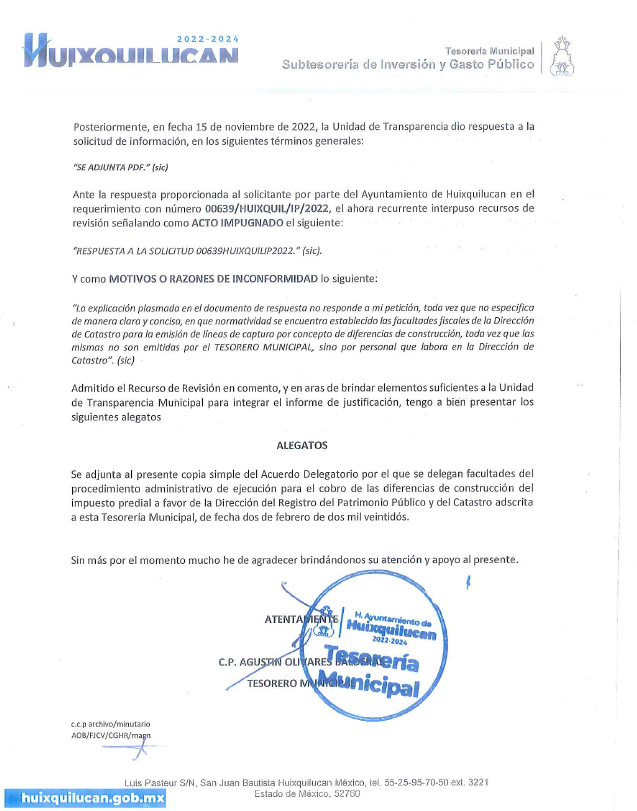 2022-2024
HUIXQUILUCAN
Tesorería Municipal
Subtesorería de Inversión y Gasto Público
Posteriormente, en fecha 15 de noviembre de 2022, la Unidad de Transparencia dio respuesta a la
solicitud de información, en los siguientes términos generales:
"SE ADJUNTA PDF." (sic)
Ante la respuesta proporcionada al solicitante por parte del Ayuntamiento de Huixquilucan en el
requerimiento con número 00639/HUIXQUIL/IP/2022, el ahora recurrente interpuso recursos de
revisión señalando como ACTO IMPUGNADO el siguiente:
"RESPUESTA A LA SOLICITUD 00639HUIXQUILIP2022." (sic).
Y como MOTIVOS O RAZONES DE INCONFORMIDAD lo siguiente:
"La explicación plasmada en el documento de respuesta no responde a mi petición, toda vez que no especifica
de manera clara y concisa, en que normatividad se encuentra establecido las facultades fiscales de la Dirección
de Catastro para la emisión de líneas de captura por concepto de diferencias de construcción, toda vez que las
mismas no son emitidas por el TESORERO MUNICIPAL, sino por personal que labora en la Dirección de
Catastro". (sic)
Admitido el Recurso de Revisión en comento, y en aras de brindar elementos suficientes a la Unidad
de Transparencia Municipal para integrar el informe de justificación, tengo a bien presentar los
siguientes alegatos
ALEGATOS
Se adjunta al presente copia simple del Acuerdo Delegatorio por el que se delegan facultades del
procedimiento administrativo de ejecución para el cobro de las diferencias de construcción del
impuesto predial a favor de la Dirección del Registro del Patrimonio Público y del Catastro adscrita
a esta Tesorería Municipal, de fecha dos de febrero de dos mil veintidós.
Sin más por el momento mucho he de agradecer brindándonos su atención y apoyo al presente.
ATENTAMENTE
H. Ayuntamiento de
Huixquilucan
2022-2024
Tesorería
Municipal
C.P. AGUSTIN OLIVARES
TESORERO MUNICIPAL
c.c.p archivo/minutario
AOB/FJCV/CGHR/magn
Luis Pasteur S/N, San Juan Bautista Huixquilucan México, tel. 55-25-95-70-50 ext. 3221
Estado de México, 52760
huixquilucan.gob.mx